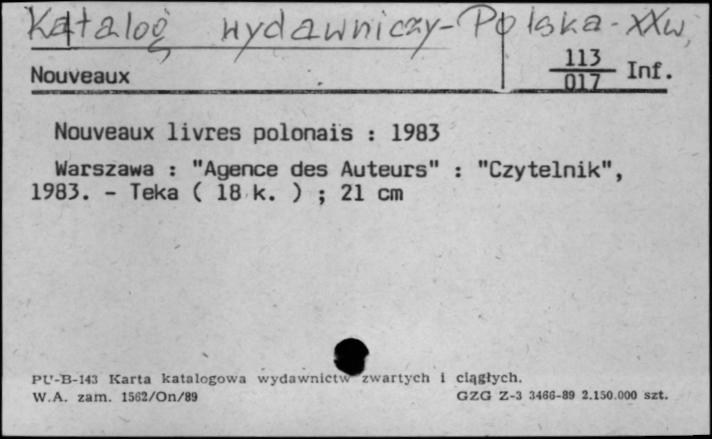 Katalog wydawniczy - Polska - XXw.
Nouveaux
113
017 Inf.
Nouveaux livres polonais : 1983
Warszawa : "Agence des Auteurs" : "Czytelnik",
1983. - Teka ( 18 k. ) ; 21 cm
PU-B-143 Karta katalogowa wydawnictw zwartych i ciągłych.
W.A. zam. 1562/On/89 GZG Z-3 3466-89 2.150.000 szt.